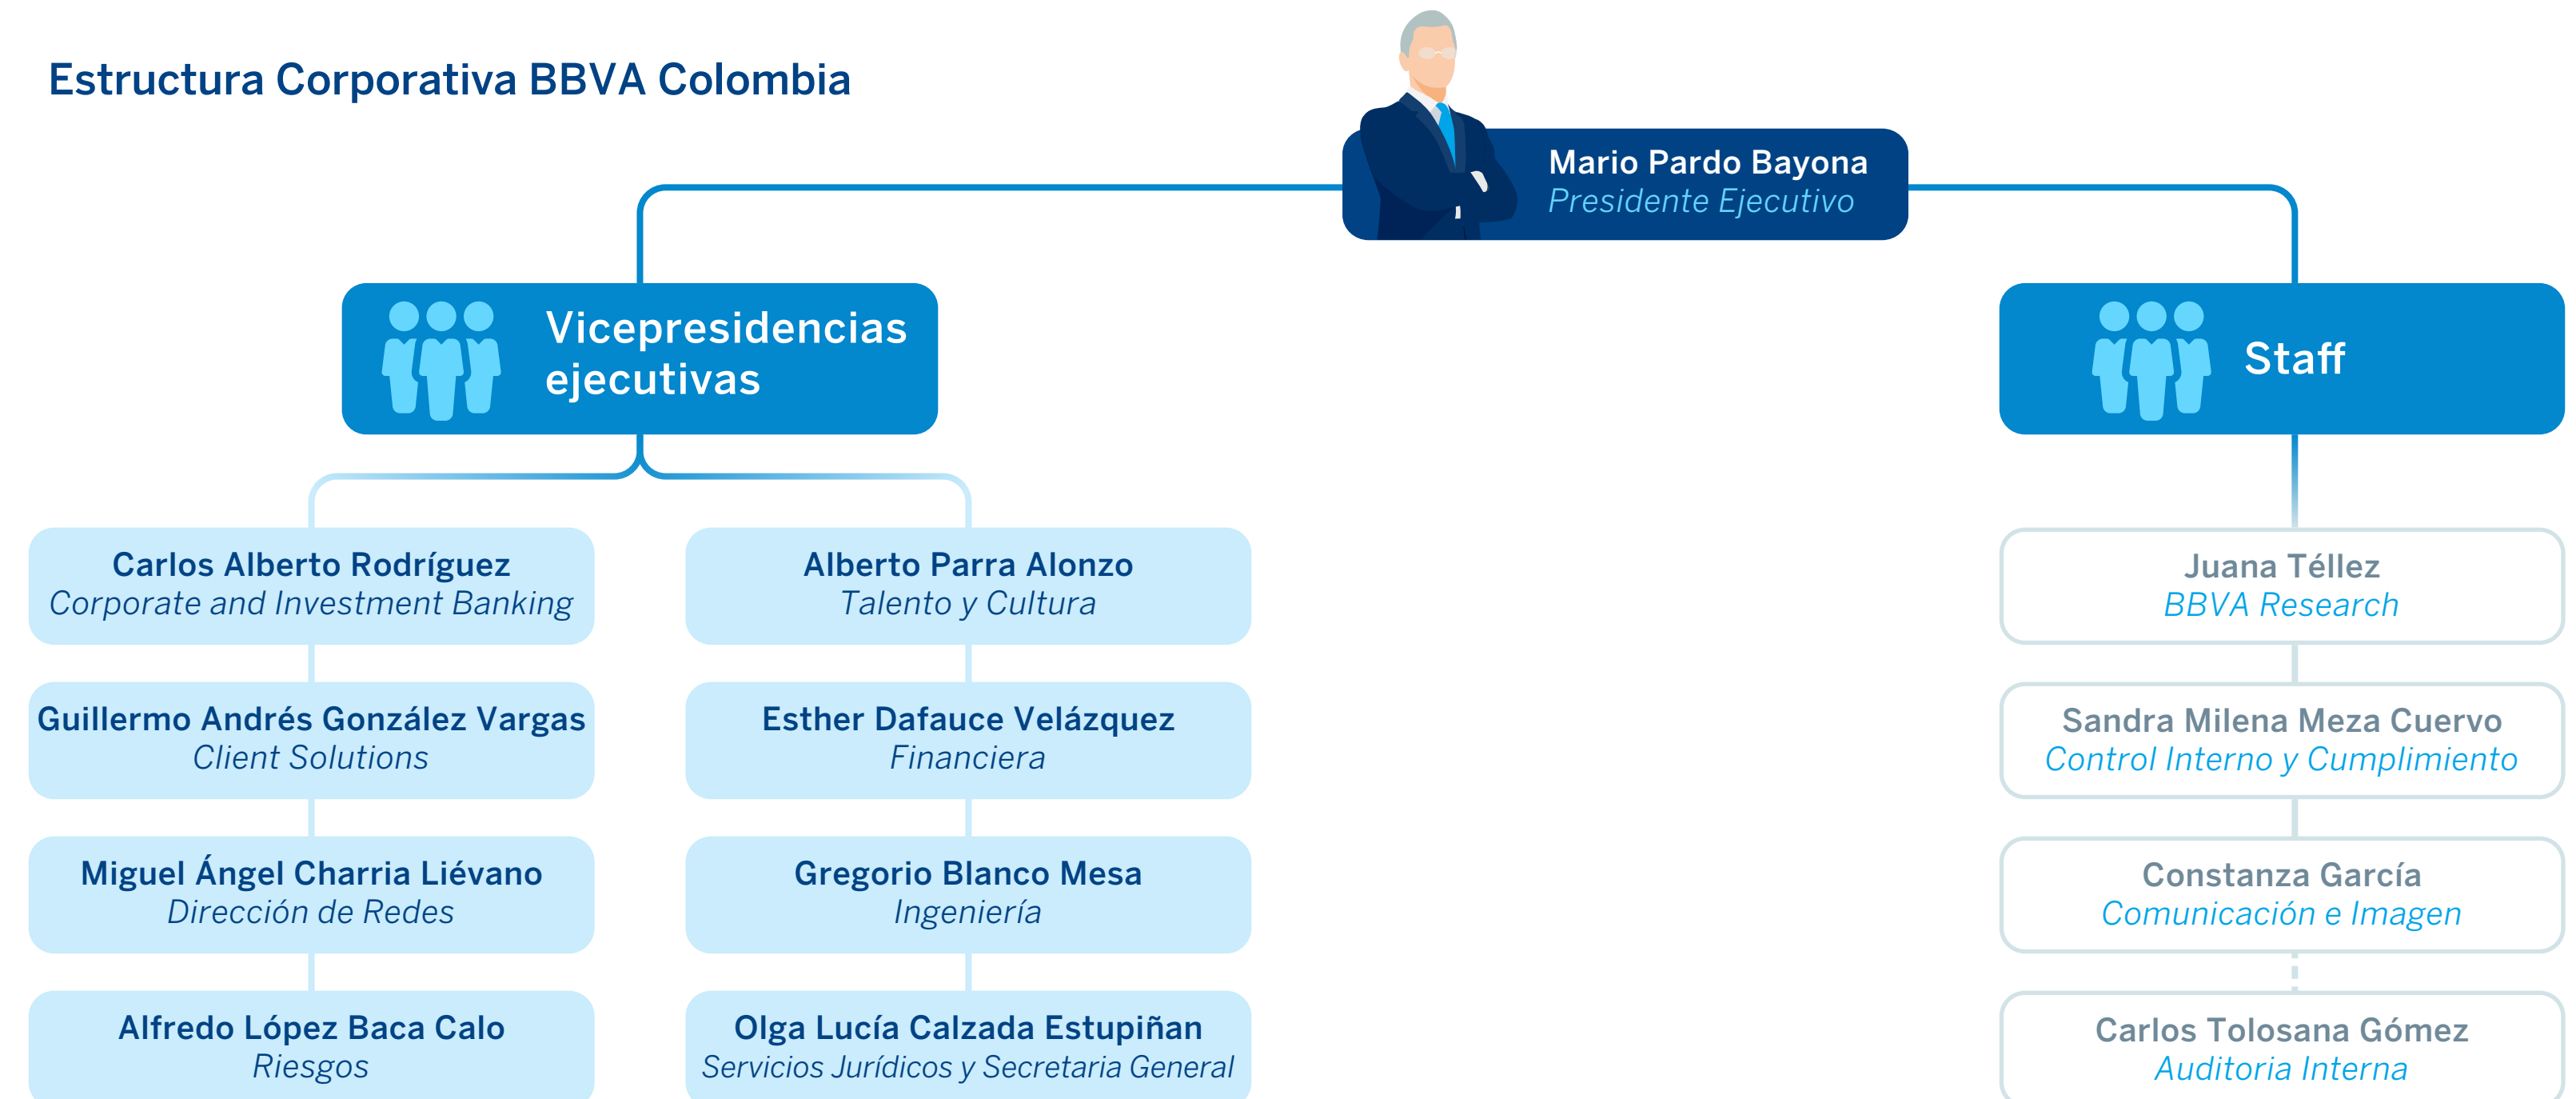 Estructura Corporativa BBVA Colombia
Mario Pardo Bayona
Presidente Ejecutivo
Vicepresidencias
ejecutivas
Carlos Alberto Rodríguez
Corporate and Investment Banking
Guillermo Andrés González Vargas
Client Solutions
Miguel Ángel Charria Liévano
Dirección de Redes
Alfredo López Baca Calo
Riesgos
Alberto Parra Alonzo
Talento y Cultura
Esther Dafauce Velázquez
Financiera
Gregorio Blanco Mesa
Ingeniería
Olga Lucía Calzada Estupiñan
Servicios Jurídicos y Secretaria General
Staff
Juana Téllez
BBVA Research
Sandra Milena Meza Cuervo
Control Interno y Cumplimiento
Constanza García
Comunicación e Imagen
Carlos Tolosana Gómez
Auditoria Interna